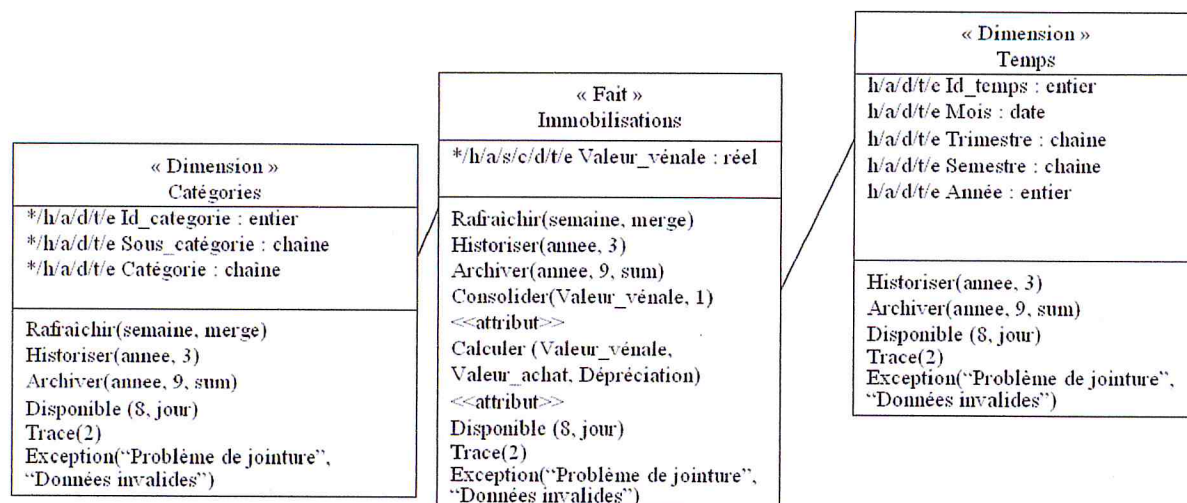 « Dimension »
Catégories
*/h/a/d/t/e Id_categorie : entier
*/h/a/d/t/e Sous_catégorie : chaine
*/h/a/d/t/e Catégorie : chaine
Rafraichir(semaine, merge)
Historiser(annee, 3)
Archiver(annee, 9, sum)
Disponible (8, jour)
Trace(2)
Exception(“Problème de jointure”,
“Données invalides”)
« Fait »
Immobilisations
*/h/a/s/c/d/t/e Valeur_vénale : réel
Rafraichir(semaine, merge)
Historiser(annee, 3)
Archiver(annee, 9, sum)
Consolider(Valeur_vénale, 1)
<<attribut>>
Calculer (Valeur_vénale,
Valeur_achat, Dépréciation)
<<attribut>>
Disponible (8, jour)
Trace(2)
Exception(“Problème de jointure”,
“Données invalides”)
« Dimension »
Temps
h/a/d/t/e Id_temps : entier
h/a/d/t/e Mois : date
h/a/d/t/e Trimestre : chaine
h/a/d/t/e Semestre : chaine
h/a/d/t/e Année : entier
Historiser(annee, 3)
Archiver(annee, 9, sum)
Disponible (8, jour)
Trace(2)
Exception(“Problème de jointure”,
“Données invalides”)